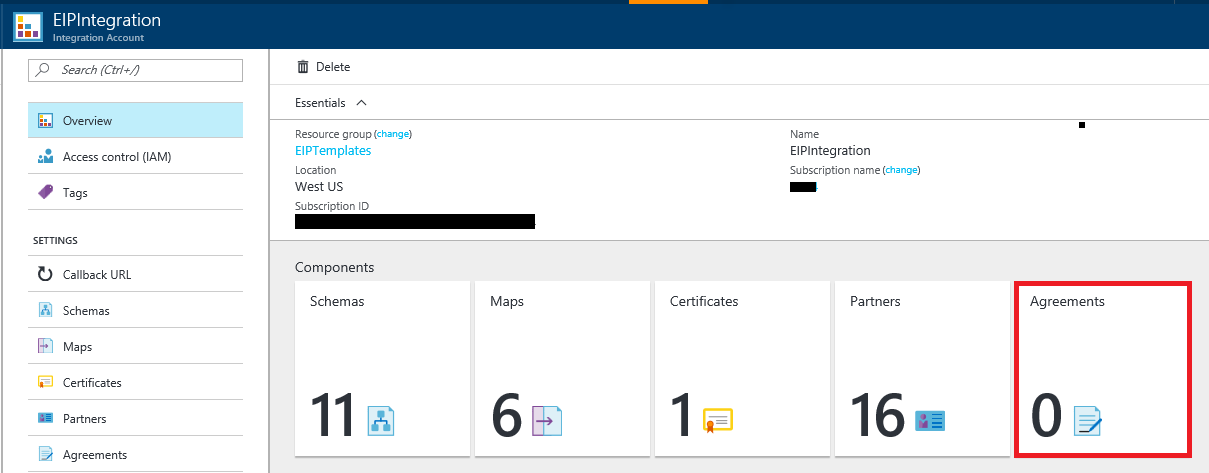 EIPIntegration
Integration Account
Search (Ctrl+/)
Overview
Access control (IAM)
Tags
SETTINGS
Callback URL
Schemas
Maps
Certificates
Partners
Agreements
Delete
Essentials
Resource group (change)
EIPTemplates
Location
West US
Subscription ID
Name
EIPIntegration
Subscription name (change)
Components
Schemas
11
Maps
6
Certificates
1
Partners
16
Agreements
0